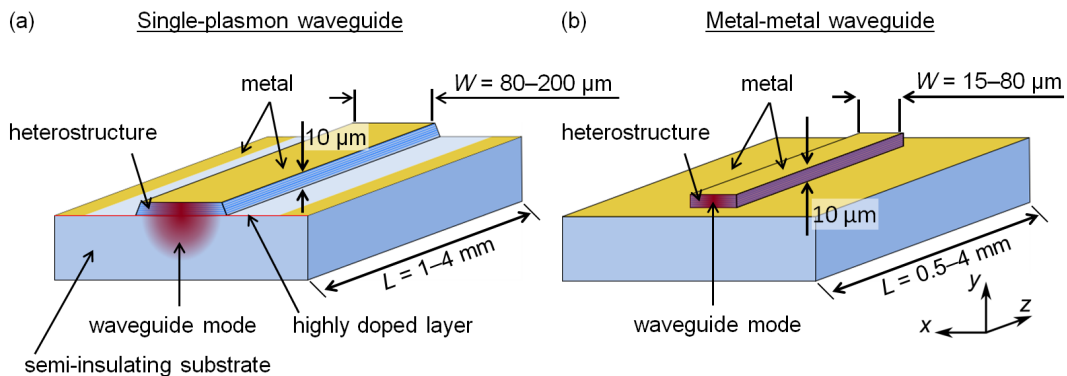 (a) Single-plasmon waveguide
metal
W = 80–200 µm
heterostructure
10 µm
L = 1–4 mm
waveguide mode
highly doped layer
semi-insulating substrate
(b) Metal-metal waveguide
metal
W = 15–80 µm
heterostructure
10 µm
L = 0.5–4 mm
waveguide mode
y
z
x